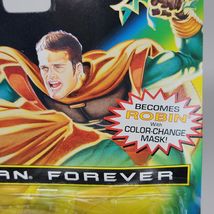 BECOMES
ROBIN
With
COLOR-CHANGE
MASK!
AN FOREVER